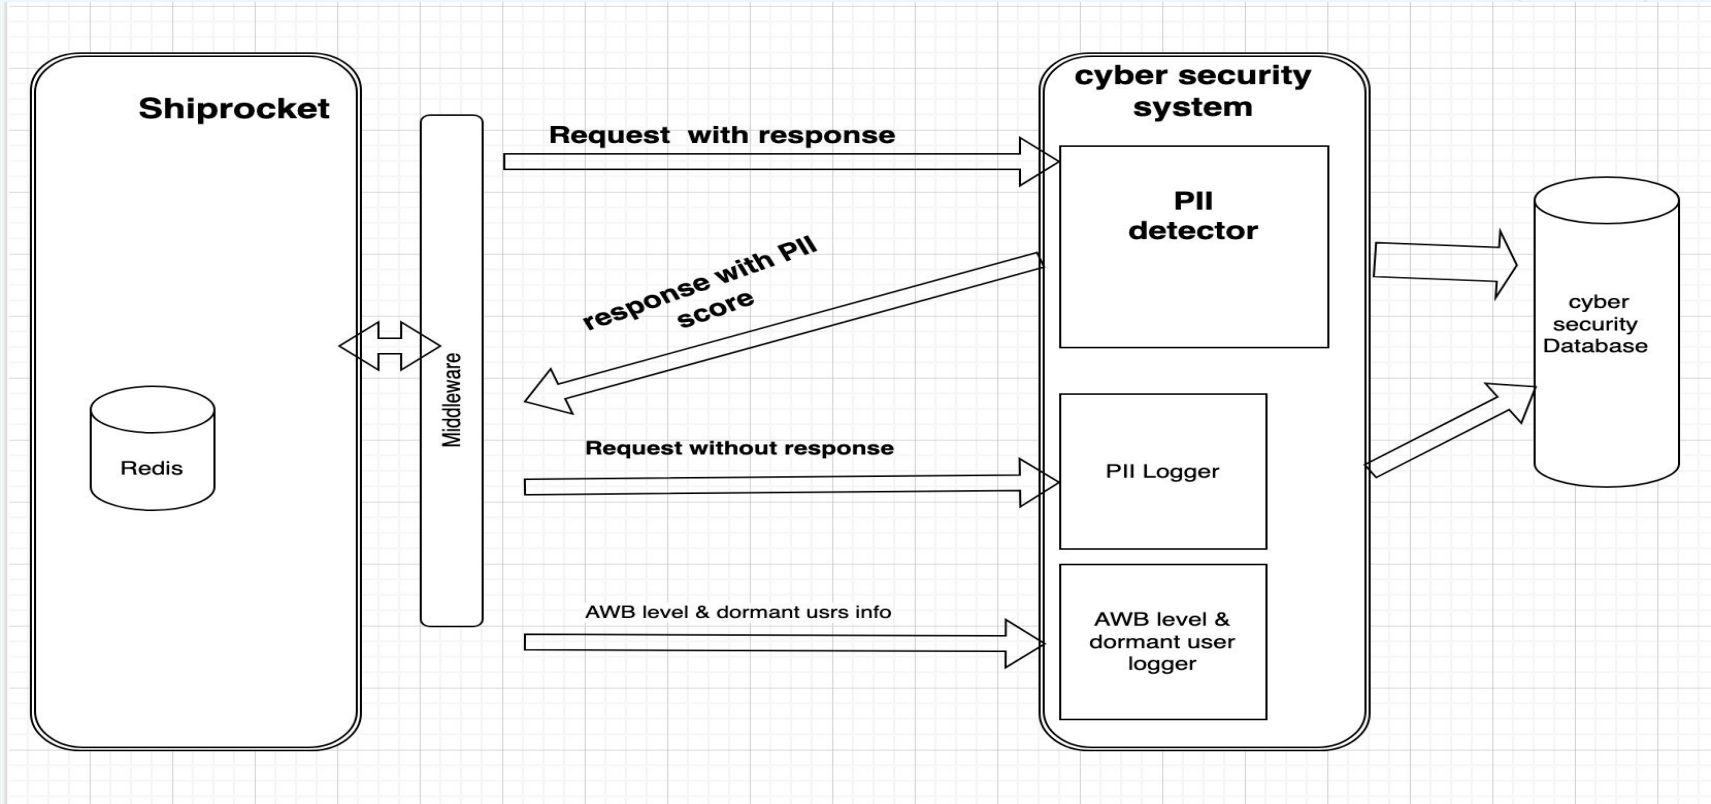 Shiprocket
Redis
Middleware
Request with response
response with PII
score
Request without response
AWB level & dormant usrs info
cyber security
system
PII
detector
PII Logger
AWB level &
dormant user
logger
cyber
security
Database